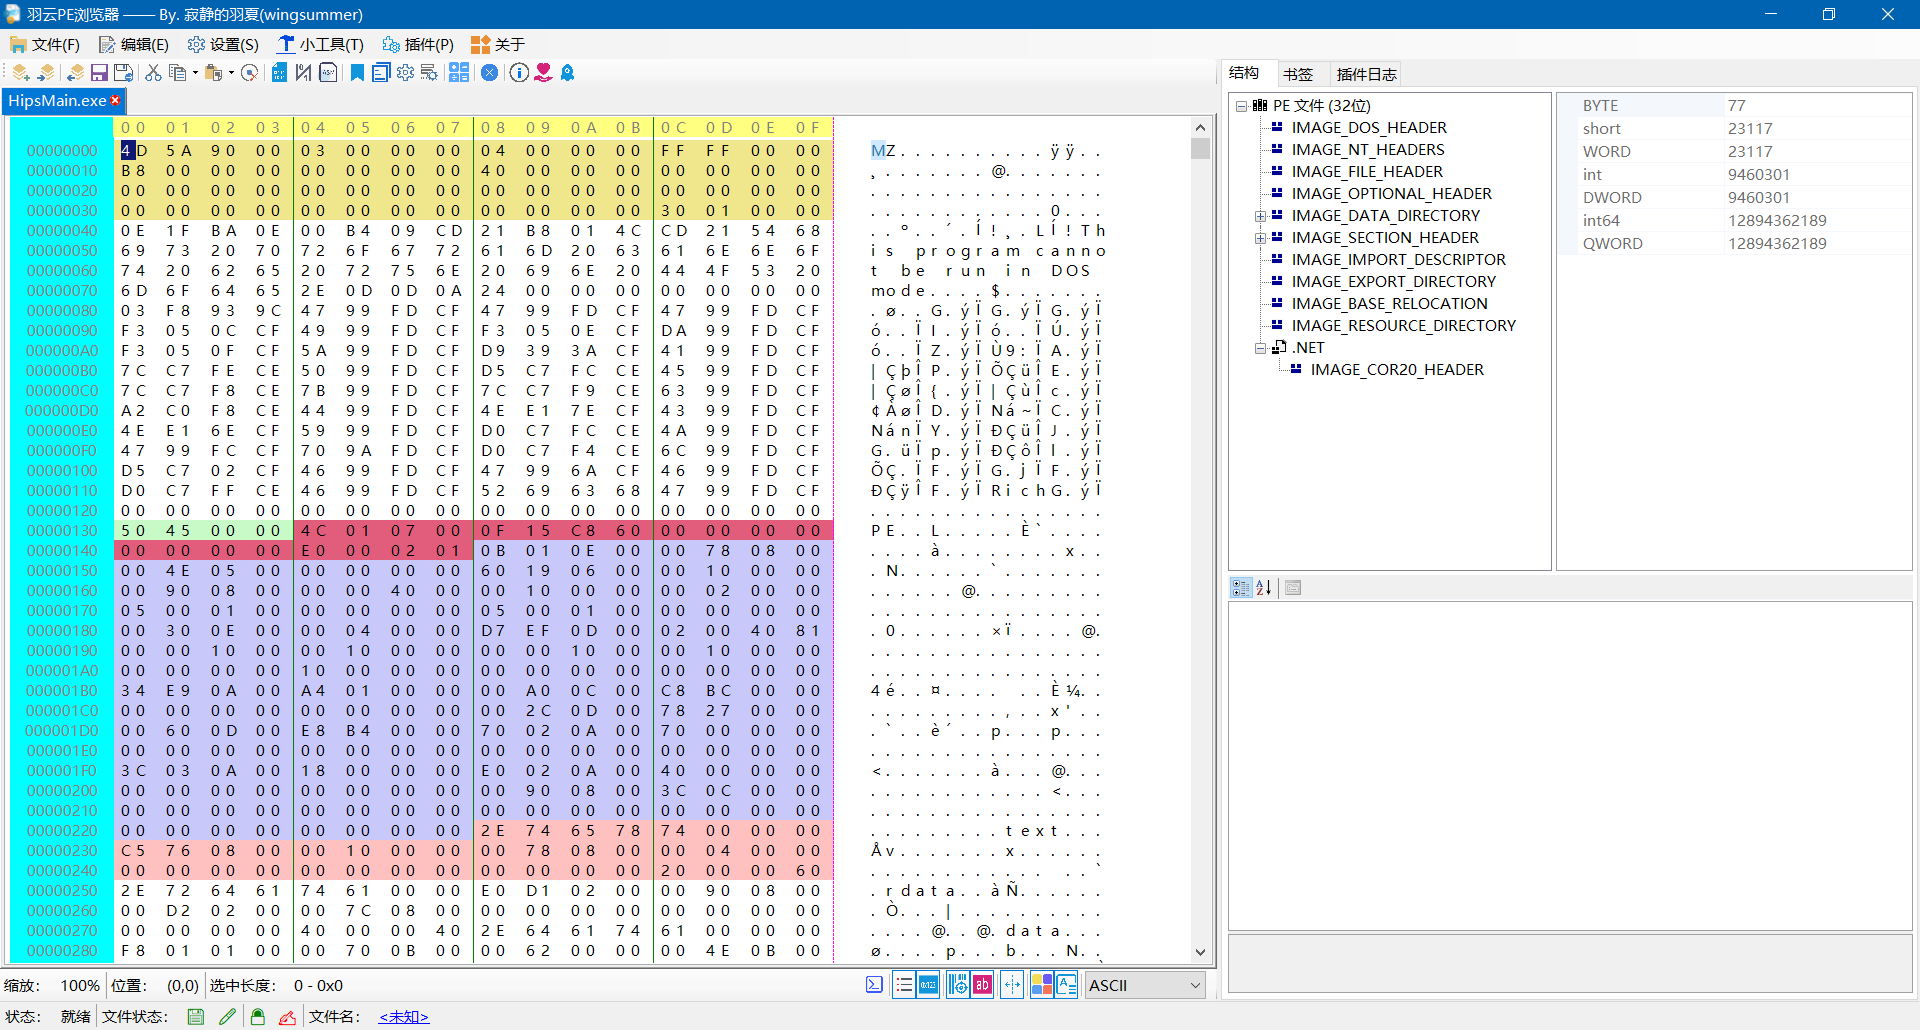 羽云PE浏览器 —— By. 寂静的羽夏(wingsummer)
文件(F) 编辑(E) 设置(S) 小工具(T) 插件(P) 关于
HipsMain.exe
00 01 02 03 04 05 06 07 08 09 0A 0B 0C 0D 0E 0F
00000000 4D 5A 90 00 03 00 00 00 04 00 00 00 FF FF 00 00 MZ..........ÿÿ..
00000010 B8 00 00 00 00 00 00 00 40 00 00 00 00 00 00 00 ¸.......@.......
00000020 00 00 00 00 00 00 00 00 00 00 00 00 00 00 00 00 ................
00000030 00 00 00 00 00 00 00 00 00 00 00 00 30 01 00 00 ............0...
00000040 0E 1F BA 0E 00 B4 09 CD 21 B8 01 4C CD 21 54 68 ..º..´.Í!¸.LÍ!Th
00000050 69 73 20 70 72 6F 67 72 61 6D 20 63 61 6E 6E 6F is program canno
00000060 74 20 62 65 20 72 75 6E 20 69 6E 20 44 4F 53 20 t be run in DOS
00000070 6D 6F 64 65 2E 0D 0D 0A 24 00 00 00 00 00 00 00 mode....$.......
00000080 03 F8 93 9C 47 99 FD CF 47 99 FD CF 47 99 FD CF .ø..G.ýÏG.ýÏG.ýÏ
00000090 F3 05 0C CF 49 99 FD CF F3 05 0E CF DA 99 FD CF ó..ÏI.ýÏó..ÏÚ.ýÏ
000000A0 F3 05 0F CF 5A 99 FD CF D9 39 3A CF 41 99 FD CF ó..ÏZ.ýÏÙ9:ÏA.ýÏ
000000B0 7C C7 FE CE 50 99 FD CF D5 C7 FC CE 45 99 FD CF |ÇþÎP.ýÏÕÇüÎE.ýÏ
000000C0 7C C7 F8 CE 7B 99 FD CF 7C C7 F9 CE 63 99 FD CF |ÇøÎ{.ýÏ|ÇùÎc.ýÏ
000000D0 A2 C0 F8 CE 44 99 FD CF 4E E1 7E CF 43 99 FD CF ¢ÀøÎD.ýÏNá~ÏC.ýÏ
000000E0 4E E1 6E CF 59 99 FD CF D0 C7 FC CE 4A 99 FD CF NánÏY.ýÏÐÇüÎJ.ýÏ
000000F0 47 99 FC CF 70 9A FD CF D0 C7 F4 CE 6C 99 FD CF G.üÏp.ýÏÐÇôÎl.ýÏ
00000100 D5 C7 02 CF 46 99 FD CF 47 99 6A CF 46 99 FD CF ÕÇ.ÏF.ýÏG.jÏF.ýÏ
00000110 D0 C7 FF CE 46 99 FD CF 52 69 63 68 47 99 FD CF ÐÇÿÎF.ýÏRichG.ýÏ
00000120 00 00 00 00 00 00 00 00 00 00 00 00 00 00 00 00 ................
00000130 50 45 00 00 4C 01 07 00 0F 15 C8 60 00 00 00 00 PE..L.....È`....
00000140 00 00 00 00 E0 00 02 01 0B 01 0E 00 00 78 08 00 ....à........x..
00000150 00 4E 05 00 00 00 00 00 60 19 06 00 00 10 00 00 .N......`.......
00000160 00 90 08 00 00 00 40 00 00 10 00 00 00 02 00 00 ......@.........
00000170 05 00 01 00 00 00 00 00 05 00 01 00 00 00 00 00 ................
00000180 00 30 0E 00 00 04 00 00 D7 EF 0D 00 02 00 40 81 .0......×ï....@.
00000190 00 00 10 00 00 10 00 00 00 00 10 00 00 10 00 00 ................
000001A0 00 00 00 00 10 00 00 00 00 00 00 00 00 00 00 00 ................
000001B0 34 E9 0A 00 A4 01 00 00 00 A0 0C 00 C8 BC 00 00 4é..¤.... ..È¼..
000001C0 00 00 00 00 00 00 00 00 00 2C 0D 00 78 27 00 00 .........,..x'..
000001D0 00 60 0D 00 E8 B4 00 00 70 02 0A 00 70 00 00 00 .`..è´..p...p...
000001E0 00 00 00 00 00 00 00 00 00 00 00 00 00 00 00 00 ................
000001F0 3C 03 0A 00 18 00 00 00 E0 02 0A 00 40 00 00 00 <.......à...@...
00000200 00 00 00 00 00 00 00 00 00 90 08 00 3C 0C 00 00 ............<...
00000210 00 00 00 00 00 00 00 00 00 00 00 00 00 00 00 00 ................
00000220 00 00 00 00 00 00 00 00 2E 74 65 78 74 00 00 00 .........text...
00000230 C5 76 08 00 00 10 00 00 00 78 08 00 00 04 00 00 Åv.......x......
00000240 00 00 00 00 00 00 00 00 00 00 00 00 20 00 00 60 ............ ..`
00000250 2E 72 64 61 74 61 00 00 E0 D1 02 00 00 90 08 00 .rdata..àÑ......
00000260 00 D2 02 00 00 7C 08 00 00 00 00 00 00 00 00 00 .Ò...|..........
00000270 00 00 00 00 40 00 00 40 2E 64 61 74 61 00 00 00 ....@..@.data...
00000280 F8 01 01 00 00 70 0B 00 00 62 00 00 00 4E 0B 00 ø....p...b...N..
缩放： 100% 位置： (0,0) 选中长度： 0 - 0x0
ASCII
状态： 就绪 文件状态： 文件名： <未知>
结构 书签 插件日志
PE 文件 (32位)
IMAGE_DOS_HEADER
IMAGE_NT_HEADERS
IMAGE_FILE_HEADER
IMAGE_OPTIONAL_HEADER
IMAGE_DATA_DIRECTORY
IMAGE_SECTION_HEADER
IMAGE_IMPORT_DESCRIPTOR
IMAGE_EXPORT_DIRECTORY
IMAGE_BASE_RELOCATION
IMAGE_RESOURCE_DIRECTORY
.NET
IMAGE_COR20_HEADER
BYTE 77
short 23117
WORD 23117
int 9460301
DWORD 9460301
int64 12894362189
QWORD 12894362189